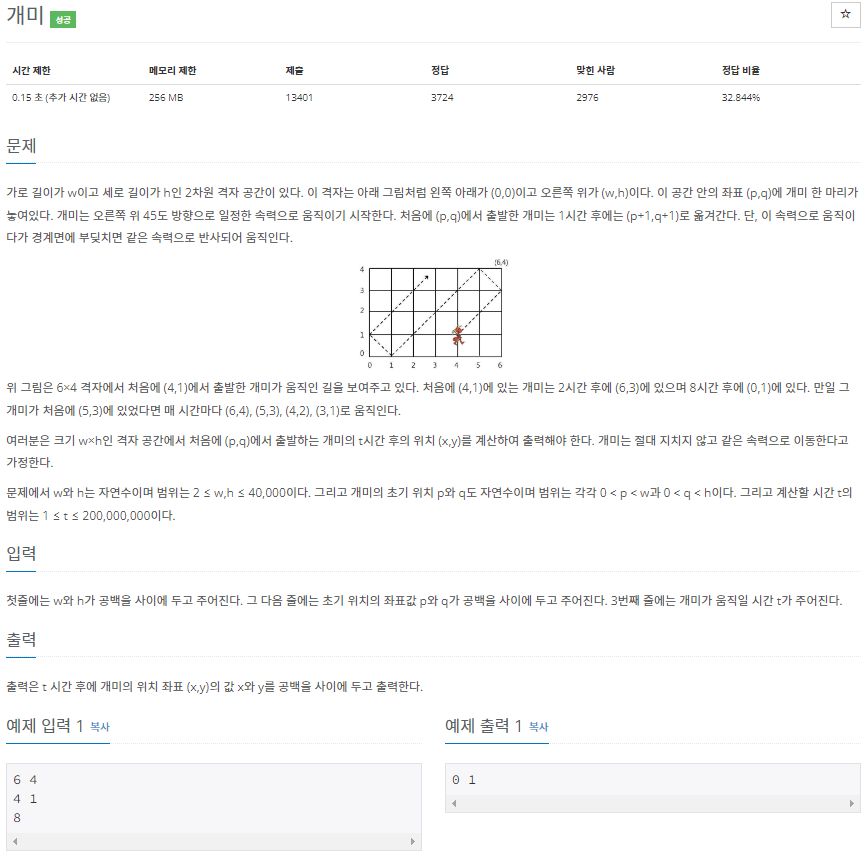 개미 성공
☆
시간 제한 메모리 제한 제출 정답 맞힌 사람 정답 비율
0.15 초 (추가 시간 없음) 256 MB 13401 3724 2976 32.844%
문제
가로 길이가 w이고 세로 길이가 h인 2차원 격자 공간이 있다. 이 격자는 아래 그림처럼 왼쪽 아래가 (0,0)이고 오른쪽 위가 (w,h)이다. 이 공간 안의 좌표 (p,q)에 개미 한 마리가
놓여있다. 개미는 오른쪽 위 45도 방향으로 일정한 속력으로 움직이기 시작한다. 처음에 (p,q)에서 출발한 개미는 1시간 후에는 (p+1,q+1)로 옮겨간다. 단, 이 속력으로 움직이
다가 경계면에 부딪치면 같은 속력으로 반사되어 움직인다.
(6,4)
4
3
2
1
0
0 1 2 3 4 5 6
위 그림은 6×4 격자에서 처음에 (4,1)에서 출발한 개미가 움직인 길을 보여주고 있다. 처음에 (4,1)에 있는 개미는 2시간 후에 (6,3)에 있으며 8시간 후에 (0,1)에 있다. 만일 그
개미가 처음에 (5,3)에 있었다면 매 시간마다 (6,4), (5,3), (4,2), (3,1)로 움직인다.
여러분은 크기 w×h인 격자 공간에서 처음에 (p,q)에서 출발하는 개미의 t시간 후의 위치 (x,y)를 계산하여 출력해야 한다. 개미는 절대 지치지 않고 같은 속력으로 이동한다고
가정한다.
문제에서 w와 h는 자연수이며 범위는 2 ≤ w,h ≤ 40,000이다. 그리고 개미의 초기 위치 p와 q도 자연수이며 범위는 각각 0 < p < w과 0 < q < h이다. 그리고 계산할 시간 t의
범위는 1 ≤ t ≤ 200,000,000이다.
입력
첫줄에는 w와 h가 공백을 사이에 두고 주어진다. 그 다음 줄에는 초기 위치의 좌표값 p와 q가 공백을 사이에 두고 주어진다. 3번째 줄에는 개미가 움직일 시간 t가 주어진다.
출력
출력은 t 시간 후에 개미의 위치 좌표 (x,y)의 값 x와 y를 공백을 사이에 두고 출력한다.
예제 입력 1 복사
6 4
4 1
8
예제 출력 1 복사
0 1